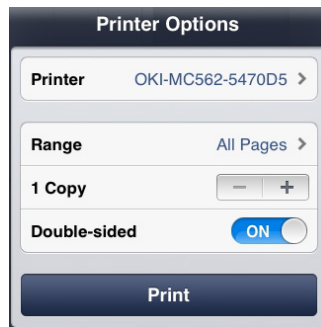 Printer Options
Printer OKI-MC562-5470D5 >
Range All Pages >
1 Copy − +
Double-sided ON
Print